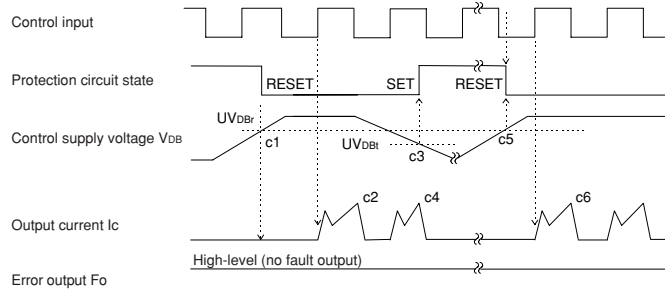 Control input
Protection circuit state
RESET
SET
RESET
UVDBr
Control supply voltage VDB
c1
UVDBt
c3
c5
c2
c4
c6
Output current Ic
High-level (no fault output)
Error output Fo